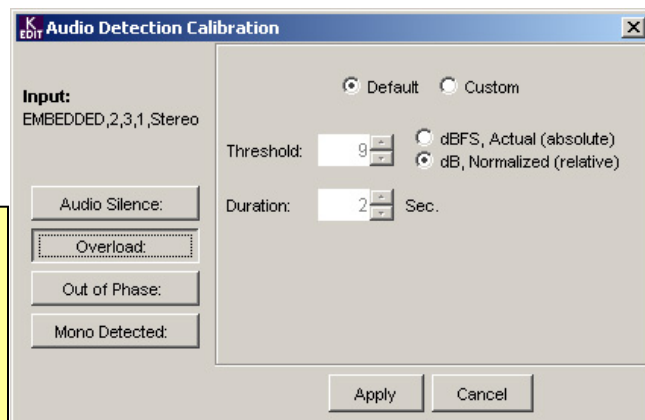 K EDIT Audio Detection Calibration
Input:
EMBEDDED,2,3,1,Stereo
Default Custom
Threshold: 9 dBFS, Actual (absolute)
dB, Normalized (relative)
Duration: 2 Sec.
Audio Silence:
Overload:
Out of Phase:
Mono Detected:
Apply Cancel